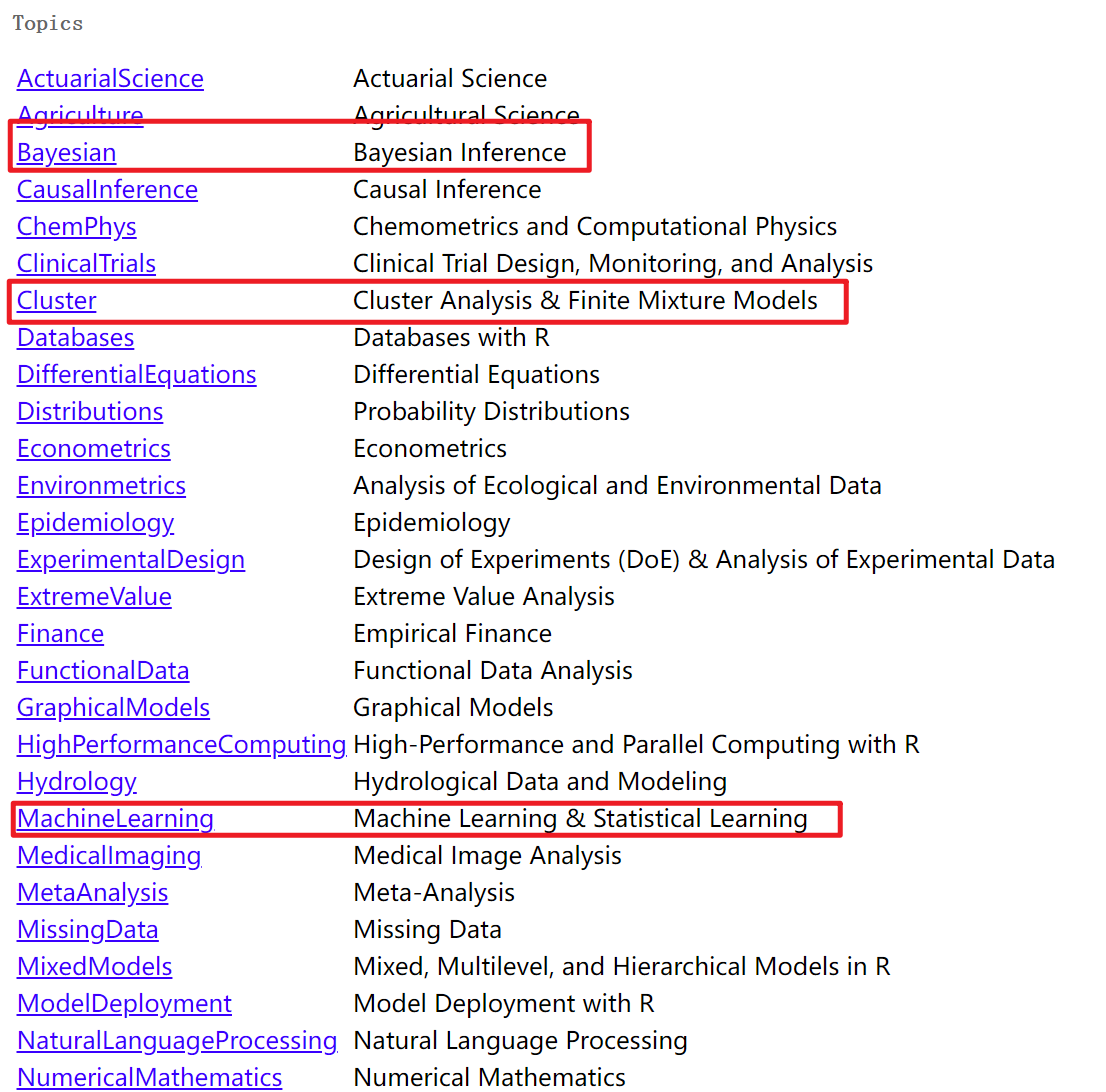 Topics
ActuarialScience Actuarial Science
Agriculture Agricultural Science
Bayesian Bayesian Inference
CausalInference Causal Inference
ChemPhys Chemometrics and Computational Physics
ClinicalTrials Clinical Trial Design, Monitoring, and Analysis
Cluster Cluster Analysis & Finite Mixture Models
Databases Databases with R
DifferentialEquations Differential Equations
Distributions Probability Distributions
Econometrics Econometrics
Environmetrics Analysis of Ecological and Environmental Data
Epidemiology Epidemiology
ExperimentalDesign Design of Experiments (DoE) & Analysis of Experimental Data
ExtremeValue Extreme Value Analysis
Finance Empirical Finance
FunctionalData Functional Data Analysis
GraphicalModels Graphical Models
HighPerformanceComputing High-Performance and Parallel Computing with R
Hydrology Hydrological Data and Modeling
MachineLearning Machine Learning & Statistical Learning
MedicalImaging Medical Image Analysis
MetaAnalysis Meta-Analysis
MissingData Missing Data
MixedModels Mixed, Multilevel, and Hierarchical Models in R
ModelDeployment Model Deployment with R
NaturalLanguageProcessing Natural Language Processing
NumericalMathematics Numerical Mathematics